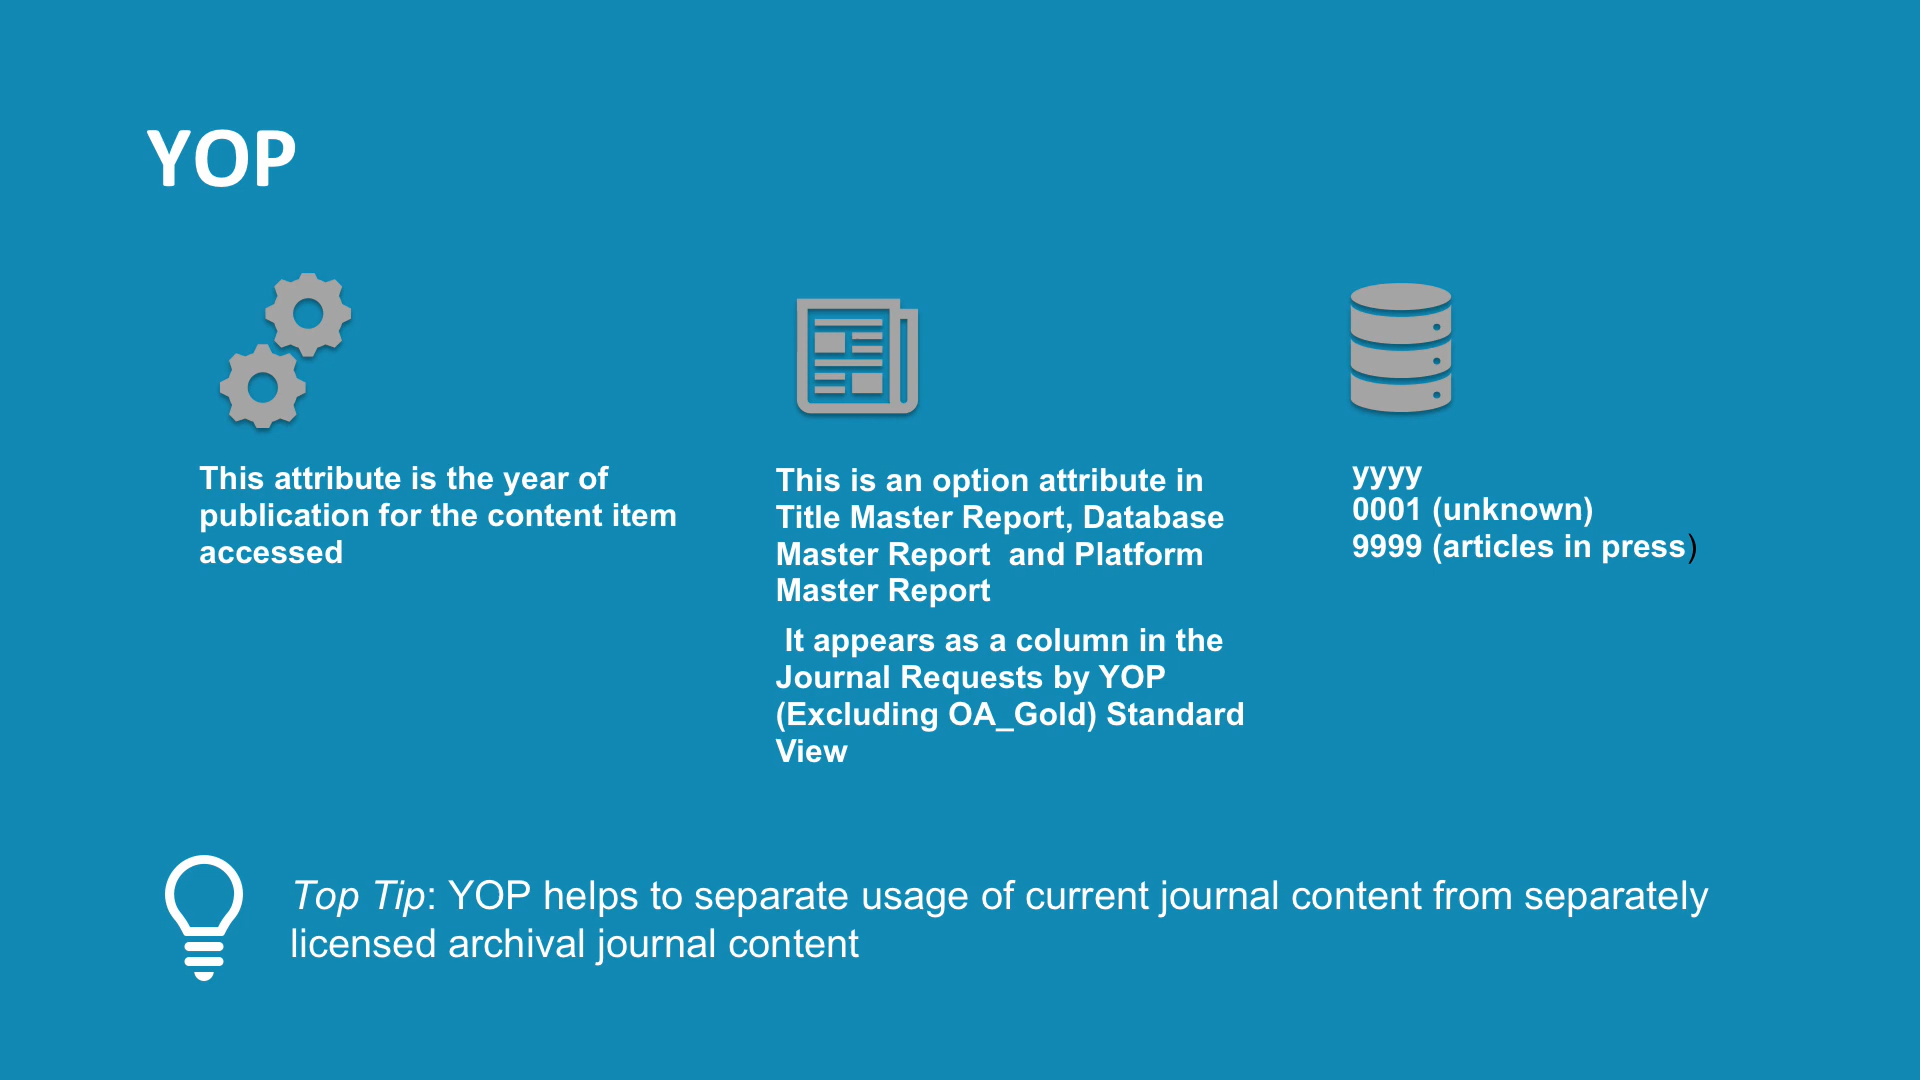 YOP
This attribute is the year of
publication for the content item
accessed
This is an option attribute in
Title Master Report, Database
Master Report  and Platform
Master Report
It appears as a column in the
Journal Requests by YOP
(Excluding OA_Gold) Standard
View
yyyy
0001 (unknown)
9999 (articles in press)
Top Tip: YOP helps to separate usage of current journal content from separately
licensed archival journal content